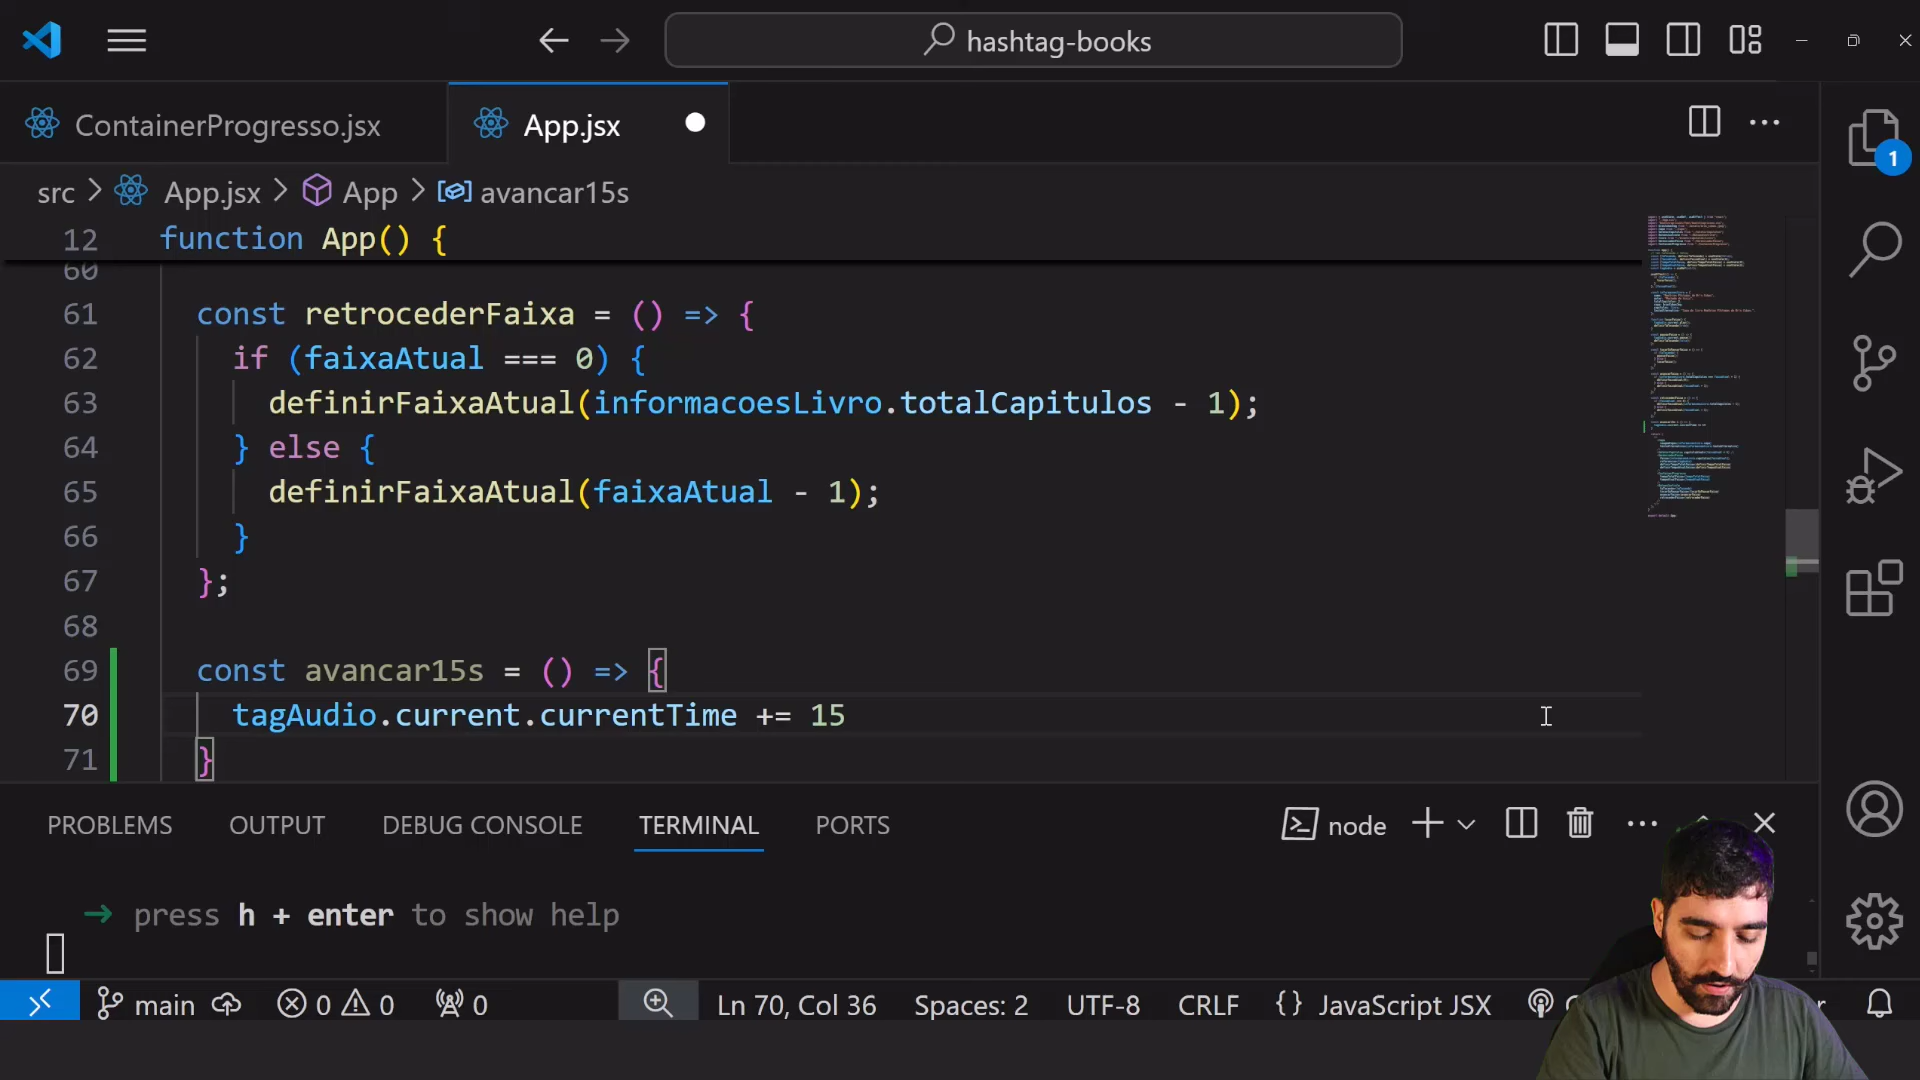 hashtag-books
ContainerProgresso.jsx
App.jsx
src > App.jsx > App > avancar15s
12 function App() {
60
61 const retrocederFaixa = () => {
62 if (faixaAtual === 0) {
63 definirFaixaAtual(informacoesLivro.totalCapitulos - 1);
64 } else {
65 definirFaixaAtual(faixaAtual - 1);
66 }
67 };
68
69 const avancar15s = () => {
70 tagAudio.current.currentTime += 15
71 }
1
PROBLEMS OUTPUT DEBUG CONSOLE TERMINAL PORTS node
➜ press h + enter to show help
main 0 0 0 Ln 70, Col 36 Spaces: 2 UTF-8 CRLF {} JavaScript JSX